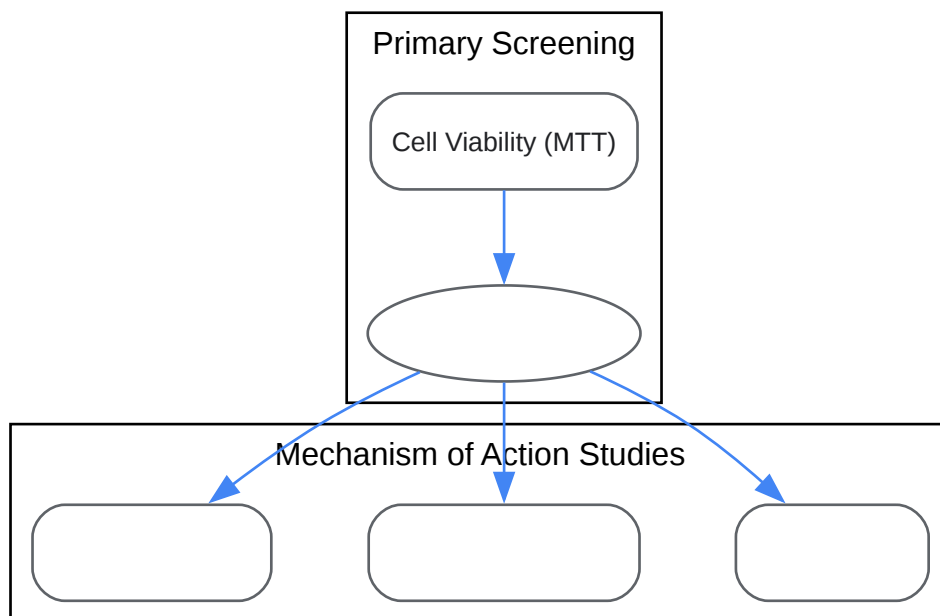 Primary Screening
Cell Viability (MTT)
Mechanism of Action Studies